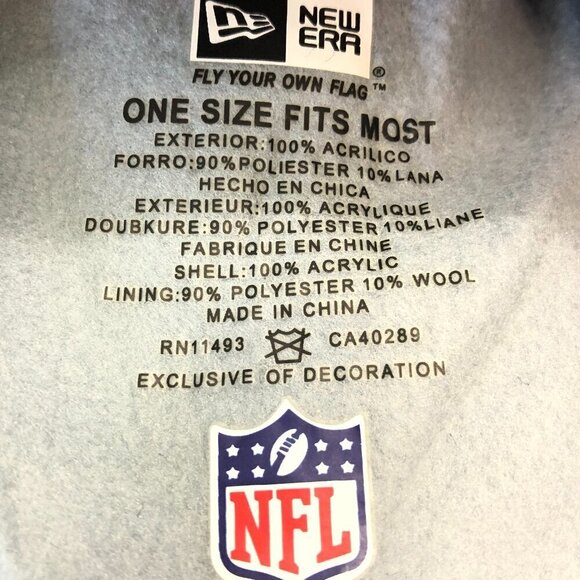 NEW
ERA
®
FLY YOUR OWN FLAG™
ONE SIZE FITS MOST
EXTERIOR:100% ACRILICO
FORRO:90%POLIESTER 10%LANA
HECHO EN CHICA
EXTERIEUR:100% ACRYLIQUE
DOUBKURE:90% POLYESTER 10%LIANE
FABRIQUE EN CHINE
SHELL:100% ACRYLIC
LINING:90% POLYESTER 10% WOOL
MADE IN CHINA
RN11493 CA40289
EXCLUSIVE OF DECORATION
NFL